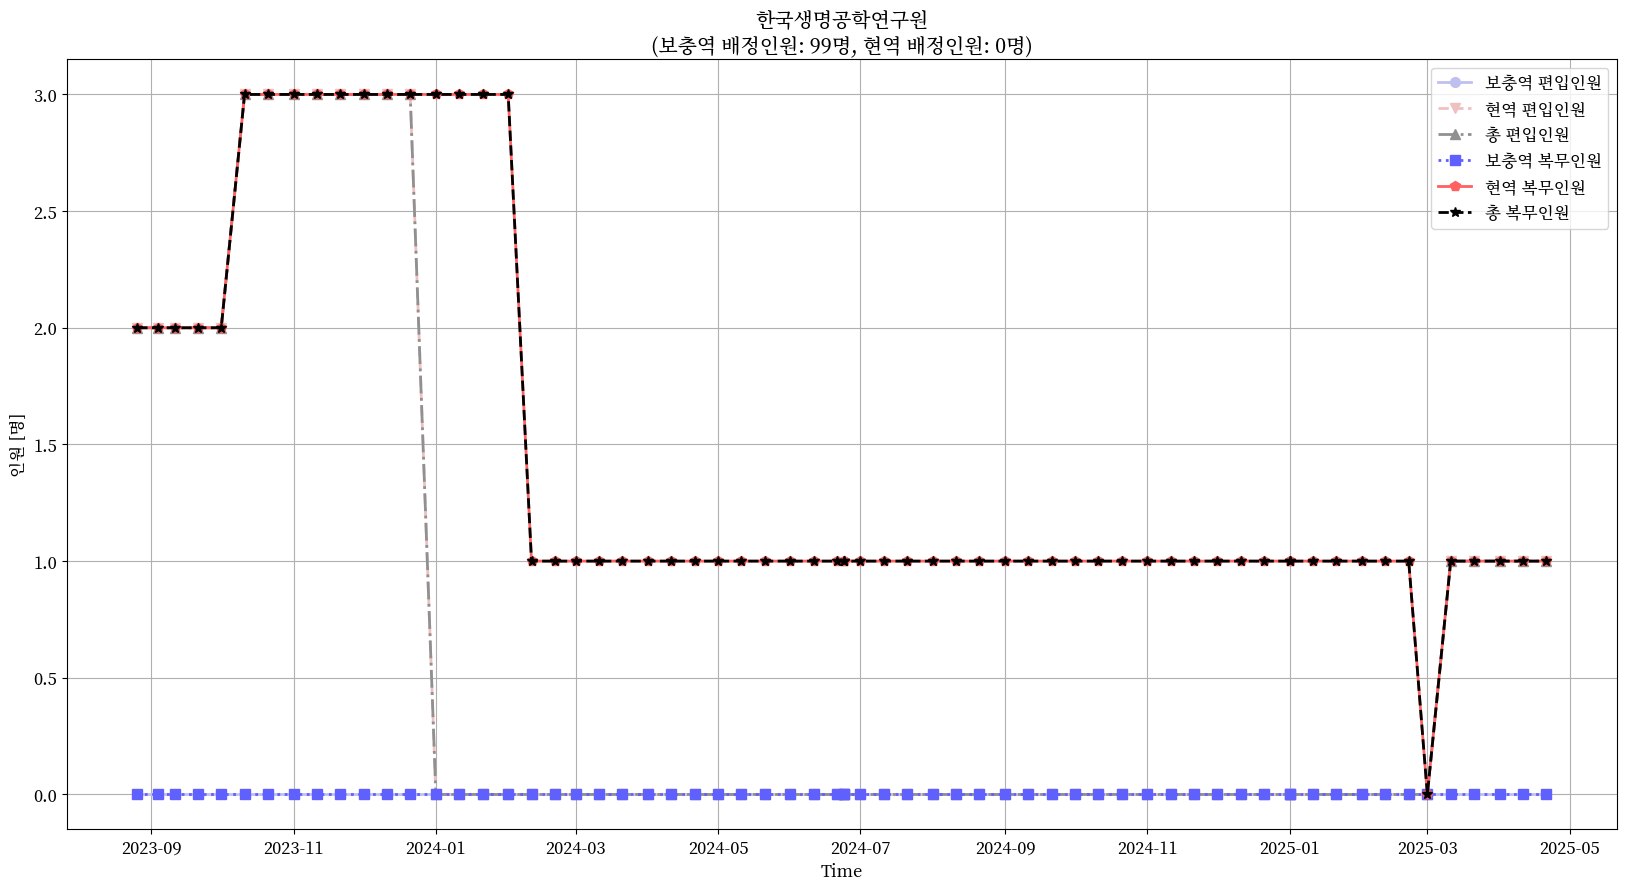 한국생명공학연구원
(보충역 배정인원: 99명, 현역 배정인원: 0명)
보충역 편입인원
현역 편입인원
총 편입인원
보충역 복무인원
현역 복무인원
총 복무인원
인원 [명]
3.0
2.5
2.0
1.5
1.0
0.5
0.0
2023-09
2023-11
2024-01
2024-03
2024-05
2024-07
2024-09
2024-11
2025-01
2025-03
2025-05
Time